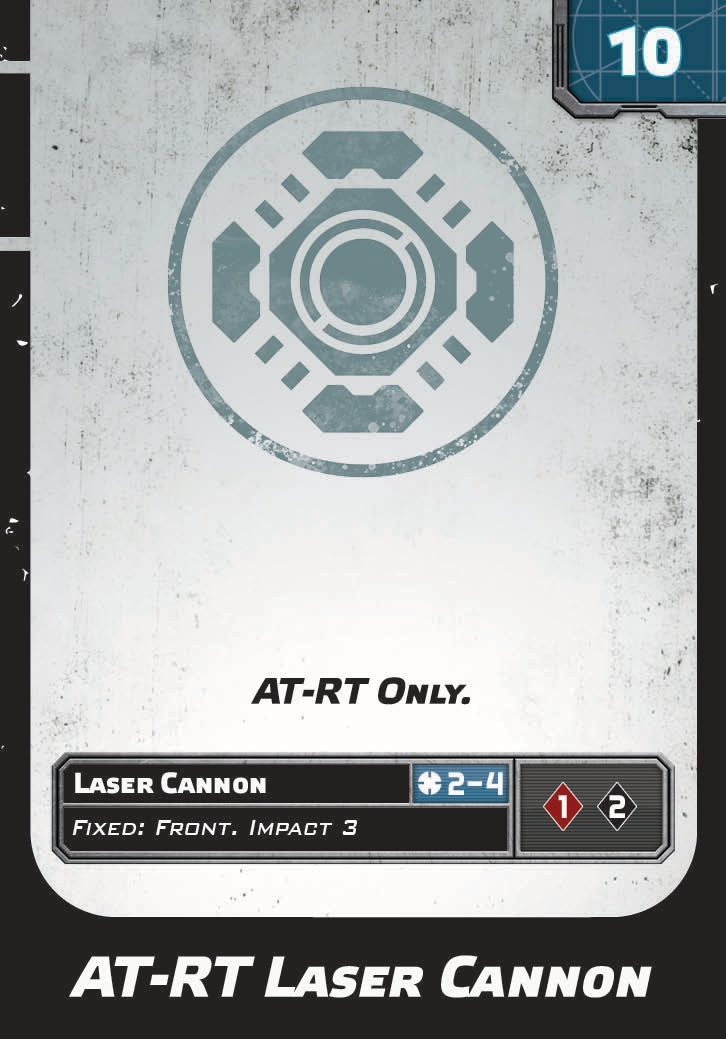 10
AT-RT Only.
Laser Cannon 2-4
1 2
Fixed: Front. Impact 3
AT-RT Laser Cannon